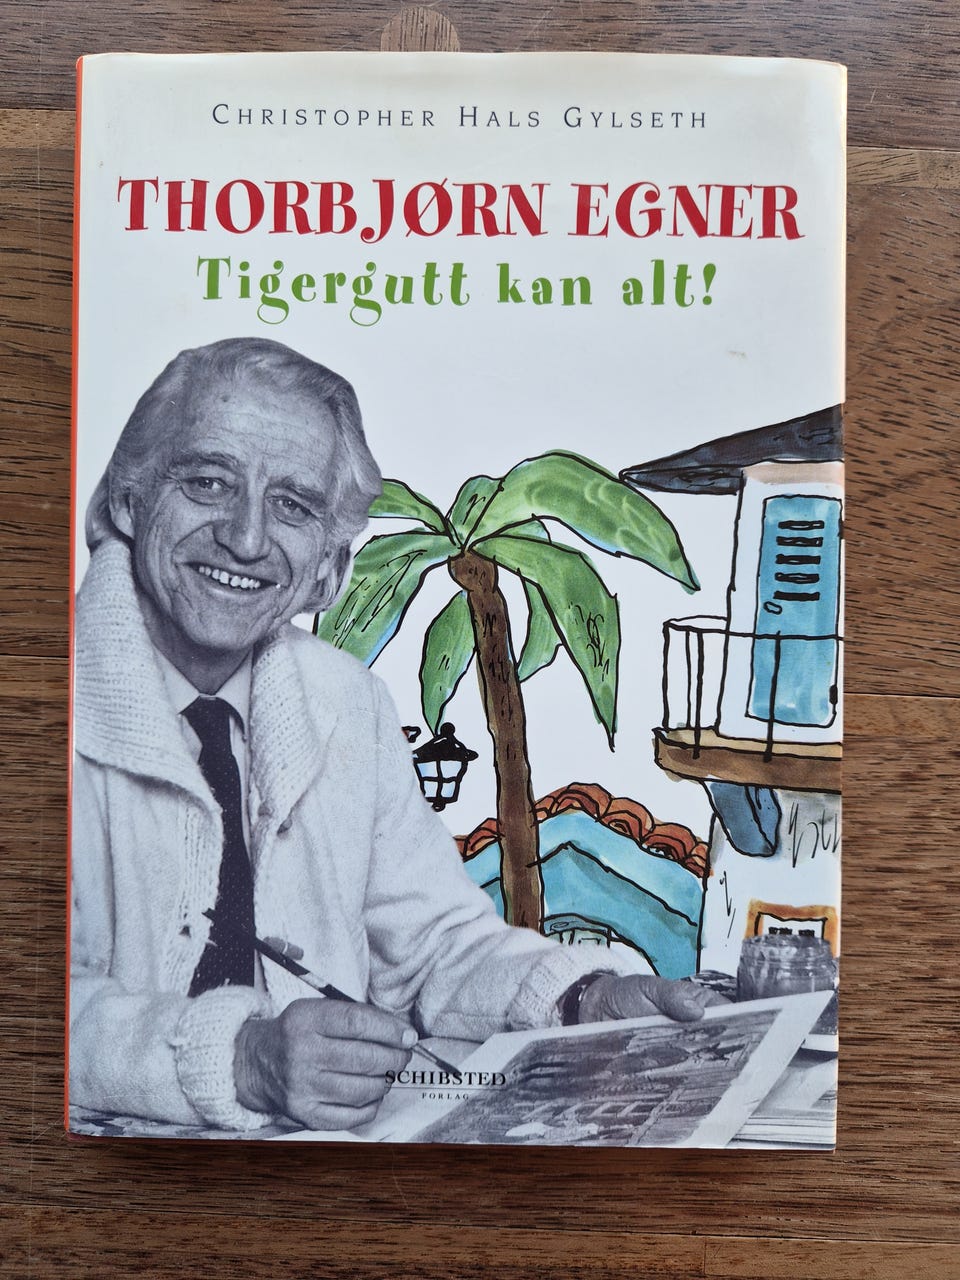 CHRISTOPHER HALS GYLSETH
THORBJØRN EGNER
Tigergutt kan alt!
SCHIBSTED
FORLAG